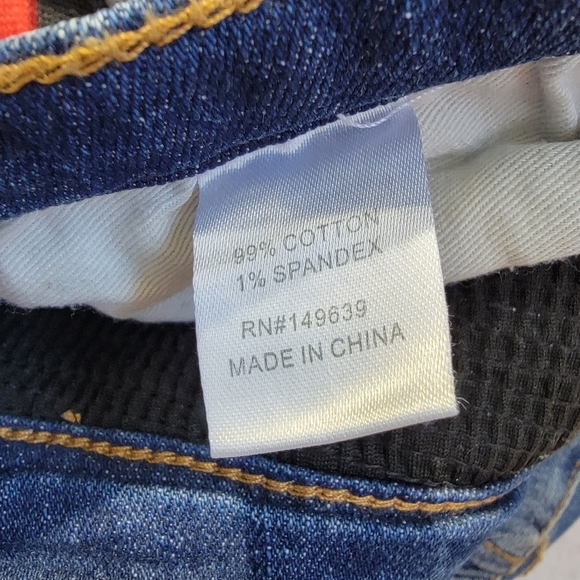 99% COTTON
1% SPANDEX
RN#149639
MADE IN CHINA